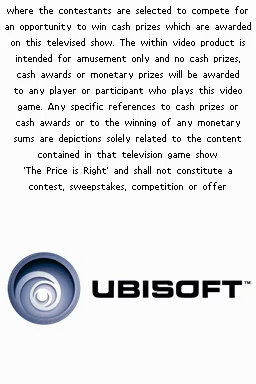 where the contestants are selected to compete for
an opportunity to win cash prizes which are awarded
on this televised show. The within video product is
intended for amusement only and no cash prizes,
cash awards or monetary prizes will be awarded
to any player or participant who plays this video
game. Any specific references to cash prizes or
cash awards or to the winning of any monetary
sums are depictions solely related to the content
contained in that television game show
'The Price is Right' and shall not constitute a
contest, sweepstakes, competition or offer
UBISOFT™